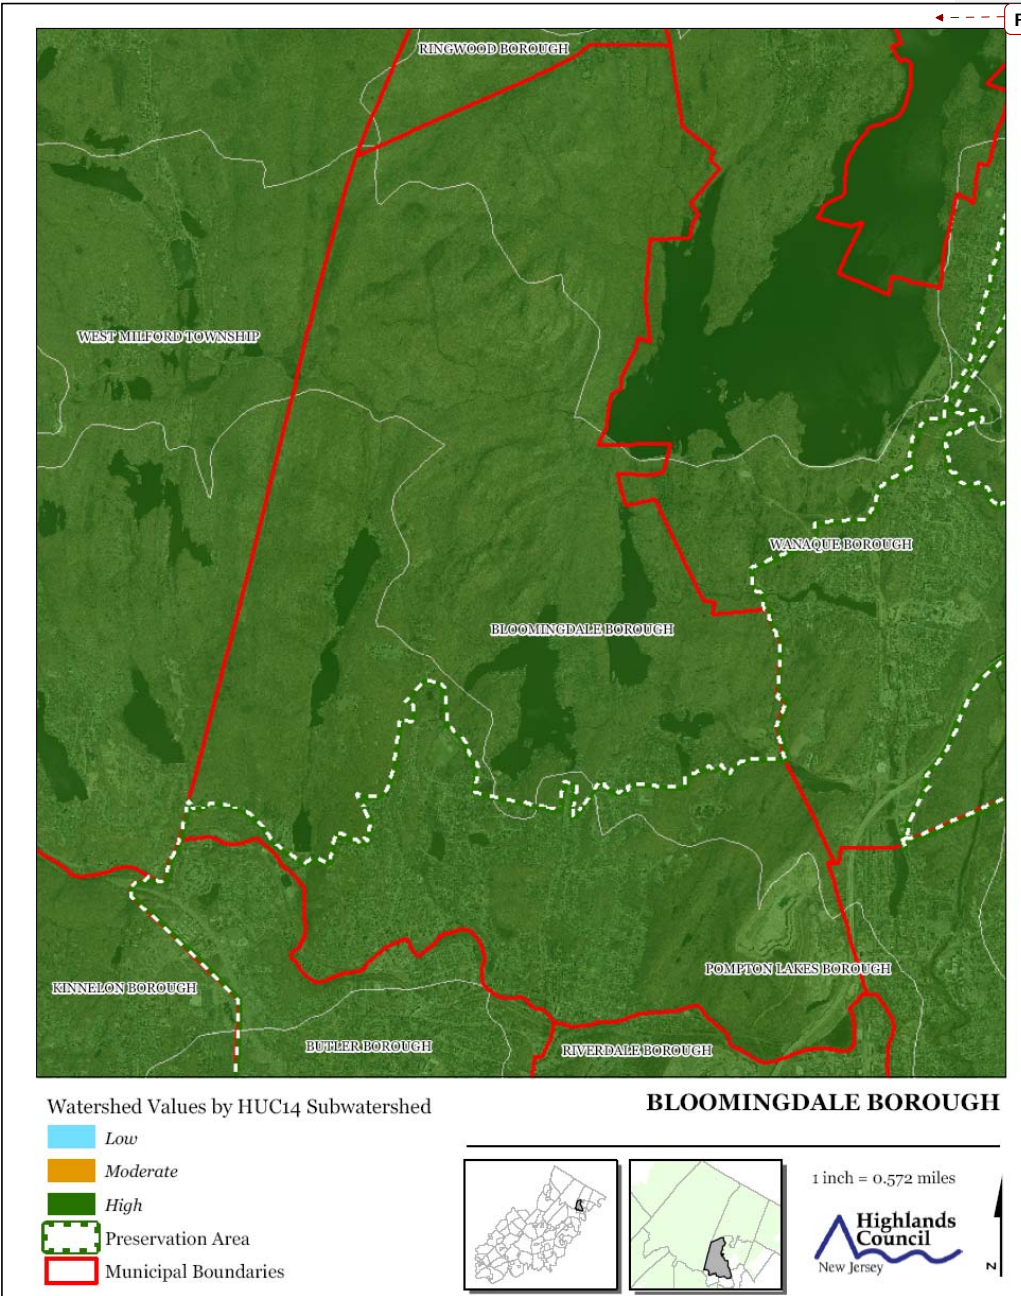 RINGWOOD BOROUGH
WEST MILFORD TOWNSHIP
WANAQUE BOROUGH
BLOOMINGDALE BOROUGH
POMPTON LAKES BOROUGH
KINNELON BOROUGH
BUTLER BOROUGH
RIVERDALE BOROUGH
BLOOMINGDALE BOROUGH
Watershed Values by HUC14 Subwatershed
Low
Moderate
High
Preservation Area
Municipal Boundaries
1 inch = 0.572 miles
Highlands
Council
New Jersey
N